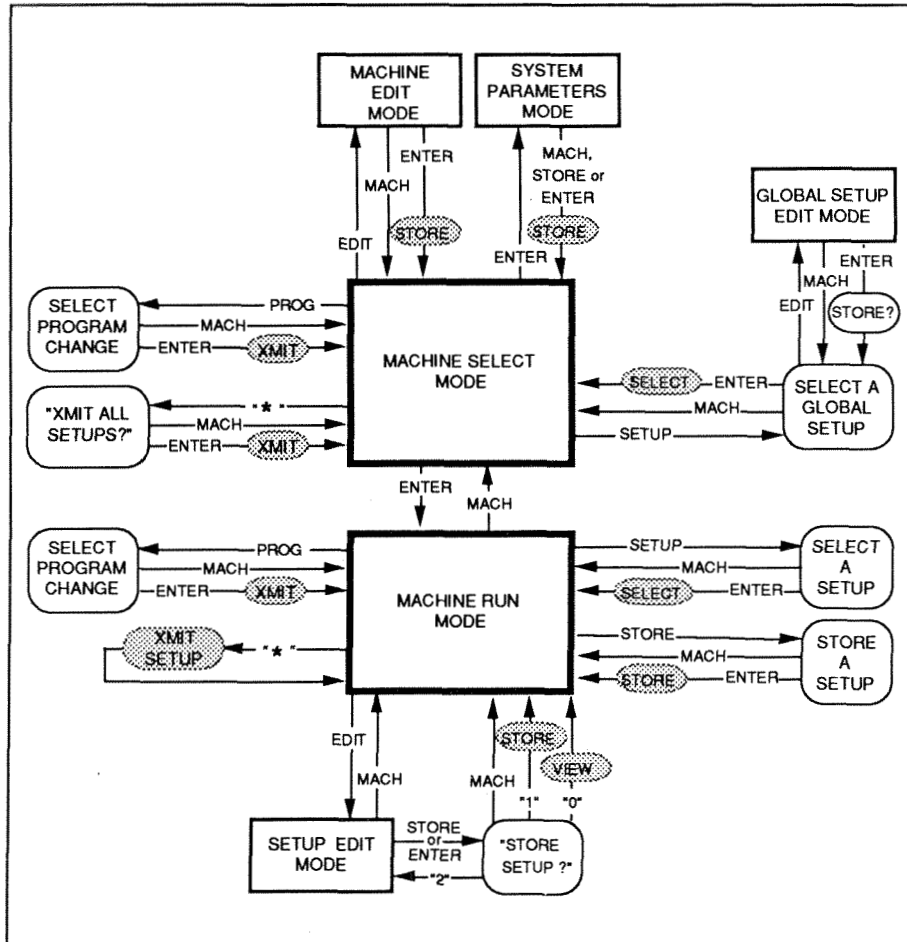 MACHINE
EDIT
MODE
SYSTEM
PARAMETERS
MODE
ENTER
MACH
EDIT
STORE
MACH,
STORE or
ENTER
ENTER
STORE
GLOBAL SETUP
EDIT MODE
ENTER
MACH
EDIT
STORE?
SELECT
PROGRAM
CHANGE
PROG
MACH
ENTER
XMIT
MACHINE SELECT
MODE
SELECT
ENTER
MACH
SETUP
SELECT A
GLOBAL
SETUP
"XMIT ALL
SETUPS?"
"*"
MACH
ENTER
XMIT
ENTER
MACH
SELECT
PROGRAM
CHANGE
PROG
MACH
ENTER
XMIT
MACHINE RUN
MODE
SETUP
MACH
SELECT
ENTER
SELECT
A
SETUP
XMIT
SETUP
"*"
STORE
MACH
STORE
ENTER
STORE
A
SETUP
EDIT
MACH
MACH
STORE
VIEW
"1"
"0"
SETUP EDIT
MODE
STORE
or
ENTER
"2"
"STORE
SETUP ?"